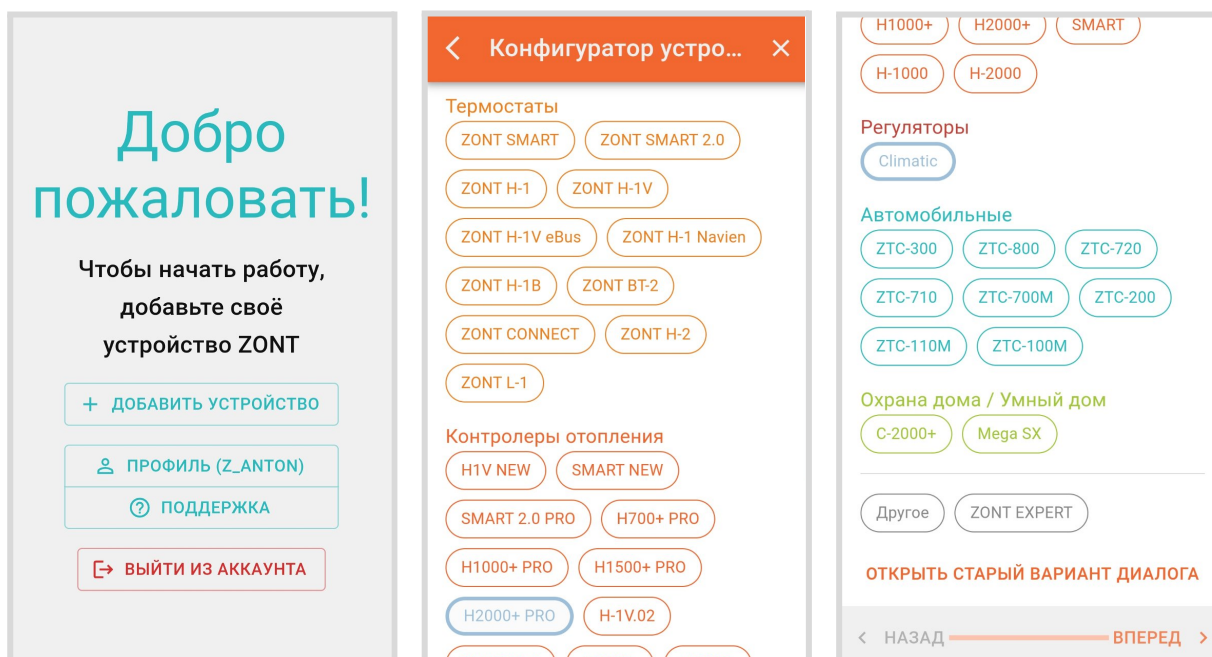 Добро
пожаловать!
Чтобы начать работу,
добавьте своё
устройство ZONT
+ ДОБАВИТЬ УСТРОЙСТВО
ПРОФИЛЬ (Z_ANTON)
ПОДДЕРЖКА
ВЫЙТИ ИЗ АККАУНТА
Конфигуратор устро...
Термостаты
ZONT SMART ZONT SMART 2.0
ZONT H-1 ZONT H-1V
ZONT H-1V eBus ZONT H-1 Navien
ZONT H-1B ZONT BT-2
ZONT CONNECT ZONT H-2
ZONT L-1
Контролеры отопления
H1V NEW SMART NEW
SMART 2.0 PRO H700+ PRO
H1000+ PRO H1500+ PRO
H2000+ PRO H-1V.02
H1000+ H2000+ SMART
H-1000 H-2000
Регуляторы
Climatic
Автомобильные
ZTC-300 ZTC-800 ZTC-720
ZTC-710 ZTC-700M ZTC-200
ZTC-110M ZTC-100M
Охрана дома / Умный дом
C-2000+ Mega SX
Другое ZONT EXPERT
ОТКРЫТЬ СТАРЫЙ ВАРИАНТ ДИАЛОГА
НАЗАД ВПЕРЕД